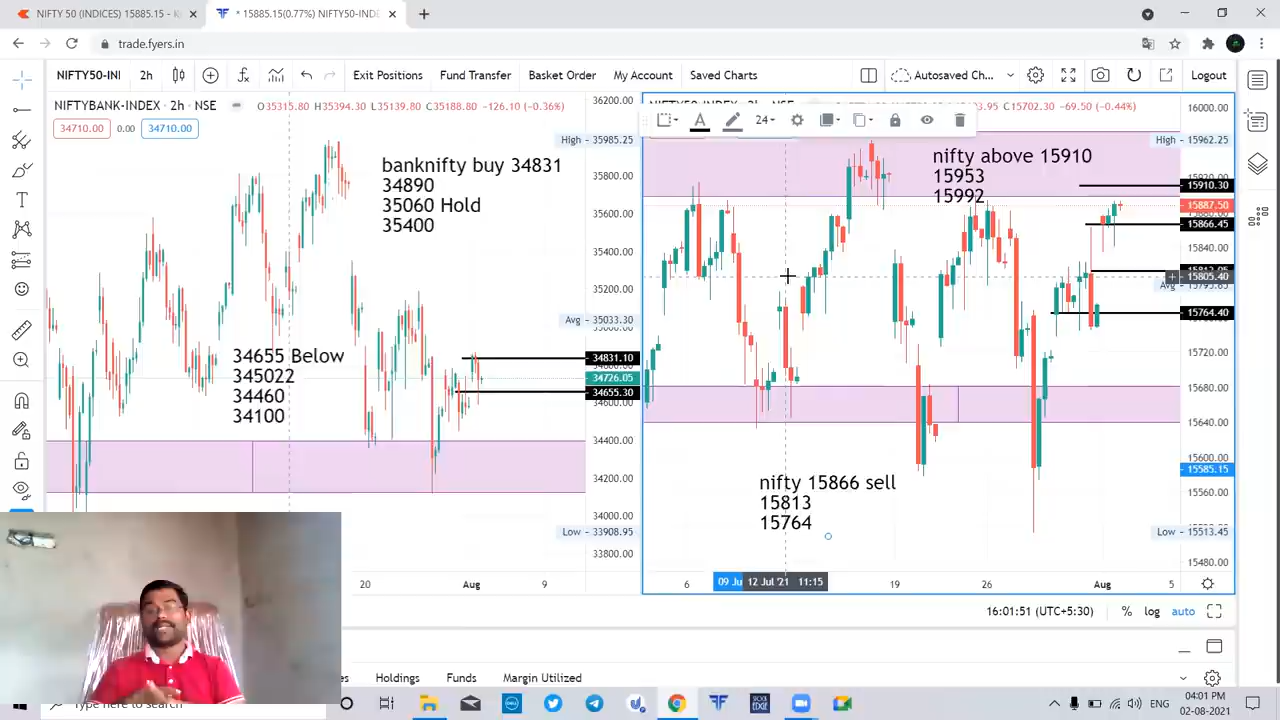 NIFTY 50 (INDICES) 15885.15 - K
* 15885.15(0.77%) NIFTY50-INDE
trade.fyers.in
NIFTY50-INI
2h
Exit Positions
Fund Transfer
Basket Order
My Account
Saved Charts
Autosaved Ch...
Logout
NIFTYBANK-INDEX · 2h · NSE
O35315.80 H35394.30 L35139.80 C35188.80 -126.10 (-0.36%)
34710.00
0.00
34710.00
banknifty buy 34831
34890
35060 Hold
35400
34655 Below
345022
34460
34100
36200.00
High
35985.25
35800.00
35600.00
35400.00
35200.00
Avg
35033.30
34831.10
34726.05
34655.30
34600.00
34400.00
34200.00
34000.00
Low
33908.95
33800.00
20
Aug
9
C15702.30 -69.50 (-0.44%)
24
nifty above 15910
15953
15992
nifty 15866 sell
15813
15764
16000.00
High
15962.25
15910.30
15887.50
15866.45
15840.00
15805.40
Avg
15764.40
15720.00
15680.00
15640.00
15600.00
15585.15
15560.00
Low
15513.45
15480.00
6
09 Ju
12 Jul '21 11:15
19
26
Aug
5
16:01:51 (UTC+5:30)
%
log
auto
Holdings
Funds
Margin Utilized
Type here to search
04:01 PM
02-08-2021